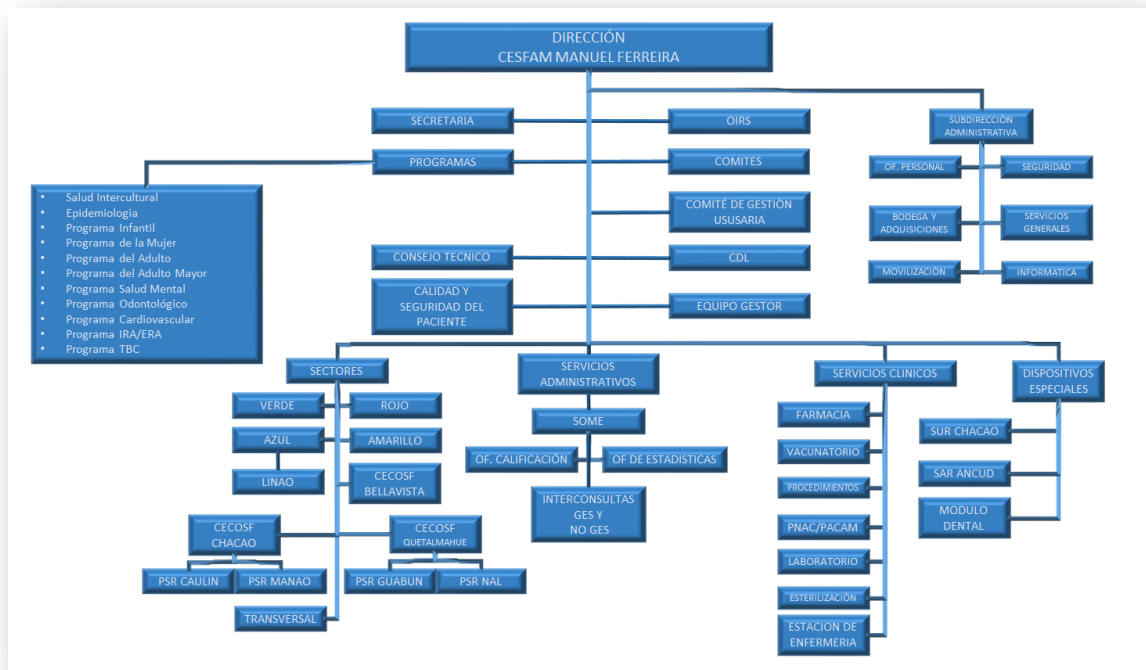 DIRECCIÓN
CESFAM MANUEL FERREIRA
SECRETARIA
OIRS
SUBDIRECCIÒN
ADMINISTRATIVA
PROGRAMAS
COMITES
OF. PERSONAL
SEGURIDAD
• Salud Intercultural
• Epidemiologia
• Programa Infantil
• Programa de la Mujer
• Programa del Adulto
• Programa del Adulto Mayor
• Programa Salud Mental
• Programa Odontológico
• Programa Cardiovascular
• Programa IRA/ERA
• Programa TBC
COMITÉ DE GESTIÒN
USUSARIA
BODEGA Y
ADQUISICIONES
SERVICIOS
GENERALES
CONSEJO TECNICO
CDL
MOVILIZACIÒN
INFORMATICA
CALIDAD Y
SEGURIDAD DEL
PACIENTE
EQUIPO GESTOR
SECTORES
SERVICIOS
ADMINISTRATIVOS
SERVICIOS CLINICOS
DISPOSITIVOS
ESPECIALES
VERDE
ROJO
AZUL
AMARILLO
LINAO
CECOSF
BELLAVISTA
CECOSF
CHACAO
CECOSF
QUETALMAHUE
PSR CAULIN
PSR MANAO
PSR GUABUN
PSR NAL
TRANSVERSAL
SOME
OF. CALIFICACIÓN
OF DE ESTADISTICAS
INTERCONSULTAS
GES Y
NO GES
FARMACIA
VACUNATORIO
PROCEDIMIENTOS
PNAC/PACAM
LABORATORIO
ESTERILIZACIÒN
ESTACION DE
ENFERMERIA
SUR CHACAO
SAR ANCUD
MODULO
DENTAL